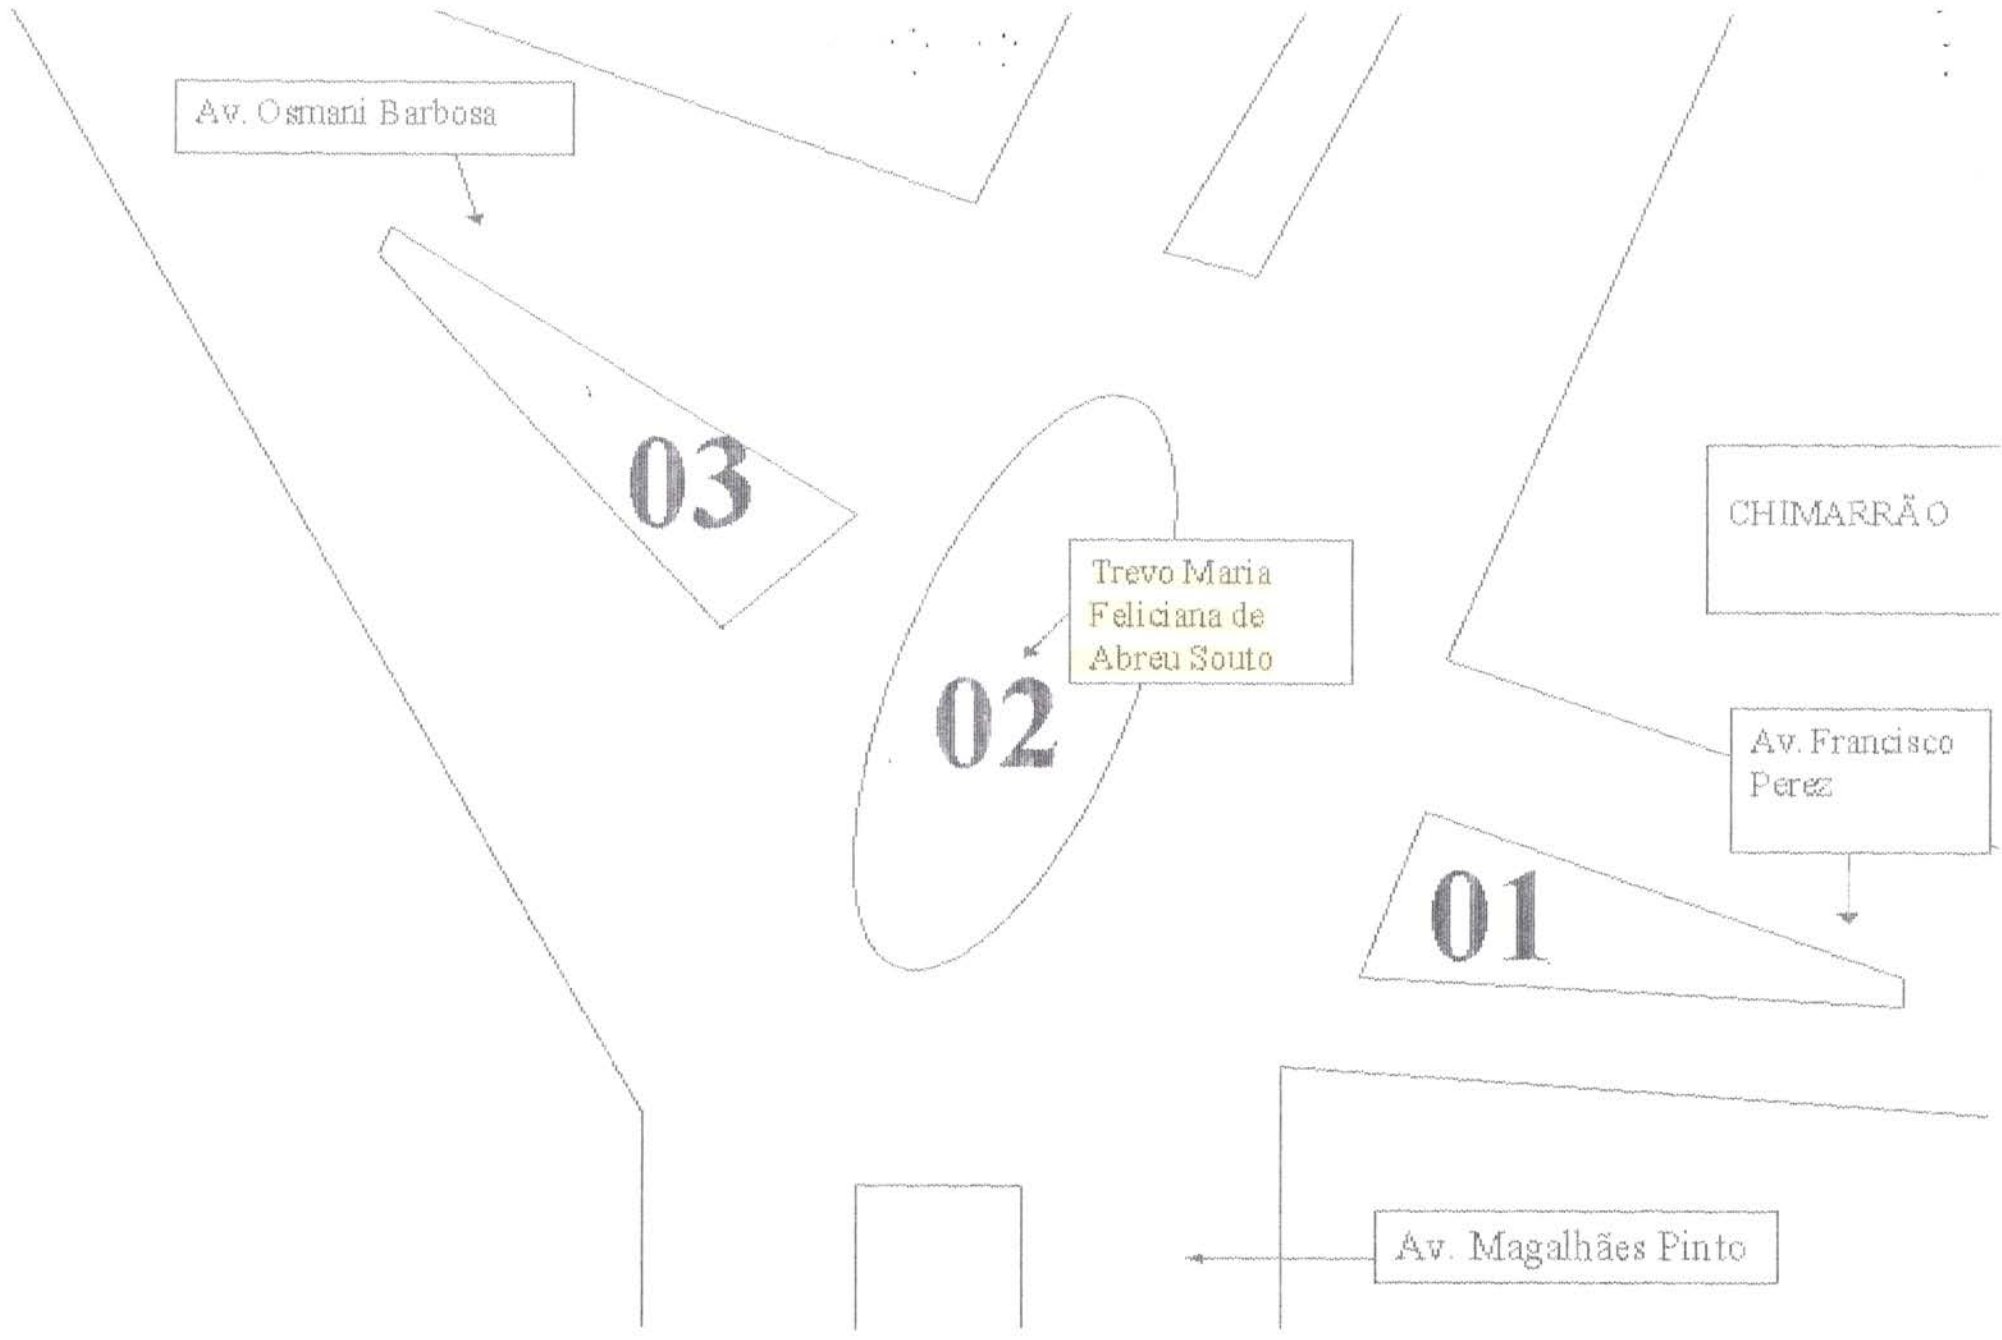 Av. Osmani Barbosa
03
CHIMARRÃO
Trevo Maria
Feliciana de
Abreu Souto
02
Av. Francisco
Perez
01
Av. Magalhães Pinto